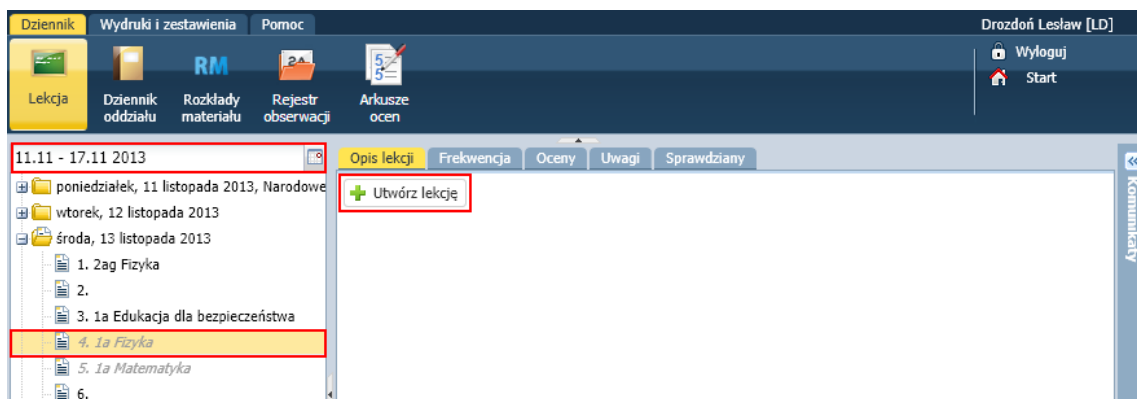 Dziennik Wydruki i zestawienia Pomoc Drozdoń Lesław [LD]
Lekcja
Dziennik oddziału
RM
Rozkłady materiału
Rejestr obserwacji
Arkusze ocen
Wyloguj
Start
11.11 - 17.11 2013
Opis lekcji Frekwencja Oceny Uwagi Sprawdziany
Utwórz lekcję
poniedziałek, 11 listopada 2013, Narodowe
wtorek, 12 listopada 2013
środa, 13 listopada 2013
1. 2ag Fizyka
2.
3. 1a Edukacja dla bezpieczeństwa
4. 1a Fizyka
5. 1a Matematyka
6.
Komunikaty